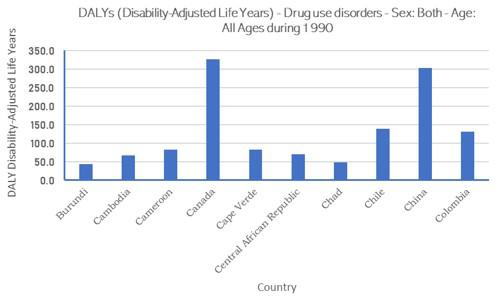 DALYs (Disability-Adjusted Life Years) - Drug use disorders - Sex: Both - Age:
All Ages during 1990
DALY Disability-Adjusted Life Years
350.0
300.0
250.0
200.0
150.0
100.0
50.0
0.0
Burundi
Cambodia
Cameroon
Canada
Cape Verde
Central African Republic
Chad
Chile
China
Colombia
Country